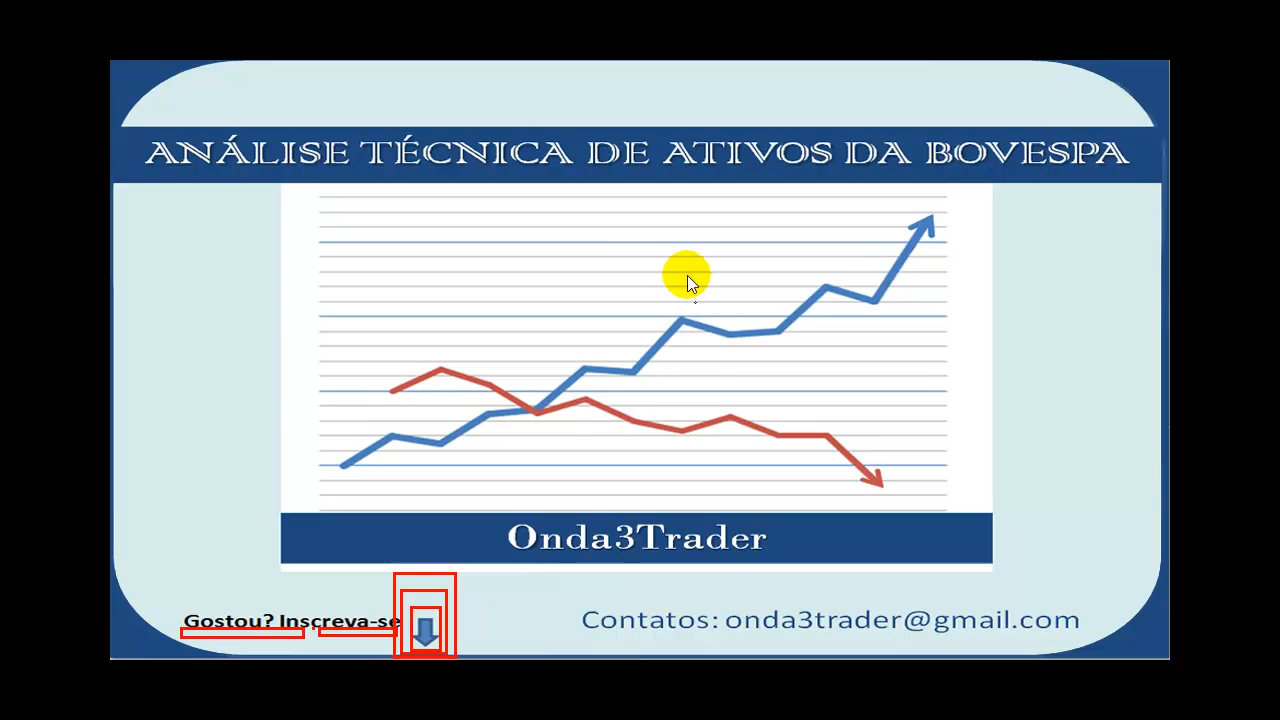 ANÁLISE TÉCNICA DE ATIVOS DA BOVESPA
Onda3Trader
Gostou? Inscreva-se
Contatos: onda3trader@gmail.com